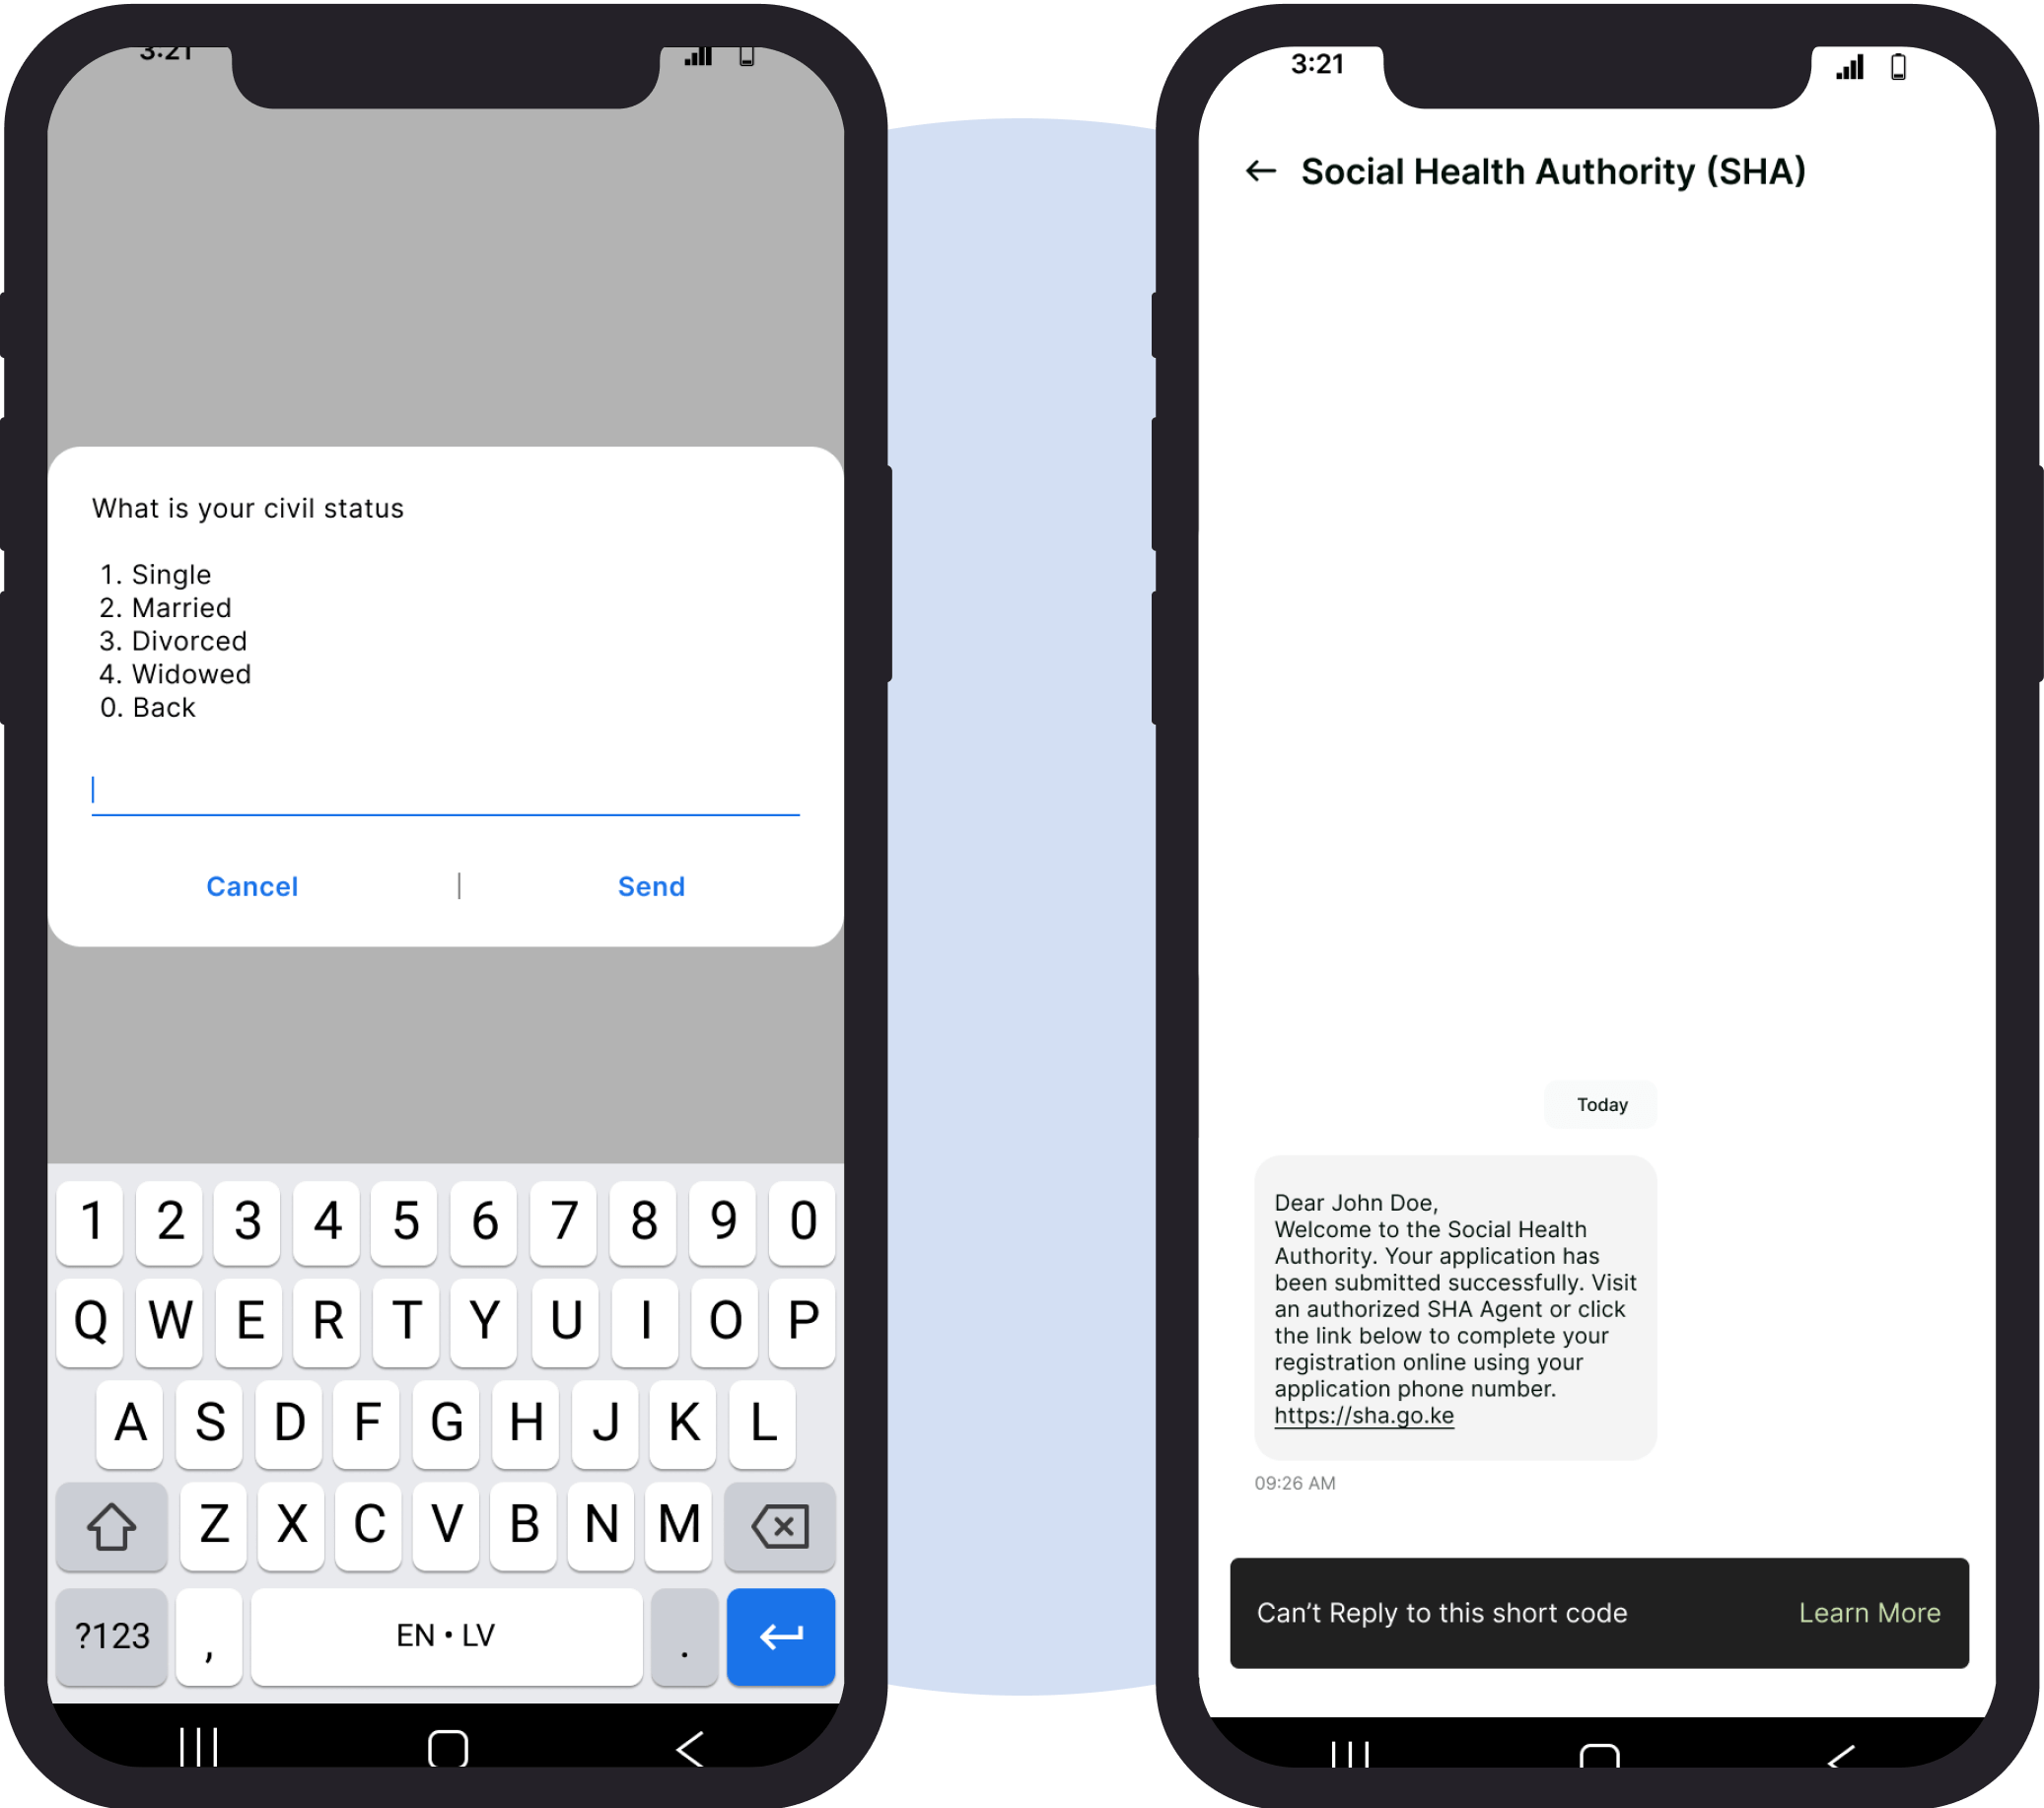 3:21
What is your civil status
1. Single
2. Married
3. Divorced
4. Widowed
0. Back
Cancel | Send
1 2 3 4 5 6 7 8 9 0
Q W E R T Y U I O P
A S D F G H J K L
Z X C V B N M
?123 , EN • LV .
3:21
Social Health Authority (SHA)
Today
Dear John Doe,
Welcome to the Social Health
Authority. Your application has
been submitted successfully. Visit
an authorized SHA Agent or click
the link below to complete your
registration online using your
application phone number.
https://sha.go.ke
09:26 AM
Can’t Reply to this short code Learn More